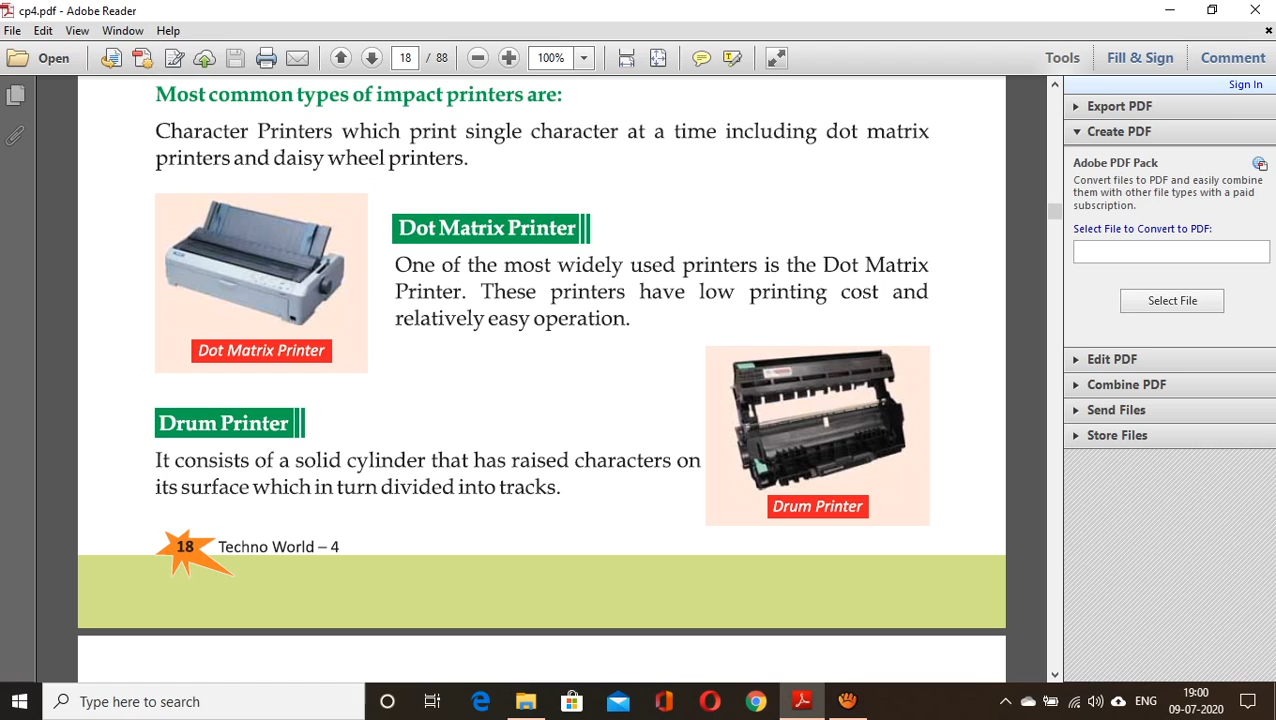 cp4.pdf - Adobe Reader
File Edit View Window Help
Open 18 / 88 100% Tools Fill & Sign Comment
Sign In
Most common types of impact printers are:
Character Printers which print single character at a time including dot matrix
printers and daisy wheel printers.
Dot Matrix Printer
One of the most widely used printers is the Dot Matrix
Printer. These printers have low printing cost and
relatively easy operation.
Dot Matrix Printer
Drum Printer
It consists of a solid cylinder that has raised characters on
its surface which in turn divided into tracks.
Drum Printer
18 Techno World – 4
Export PDF
Create PDF
Adobe PDF Pack
Convert files to PDF and easily combine
them with other file types with a paid
subscription.
Select File to Convert to PDF:
Select File
Edit PDF
Combine PDF
Send Files
Store Files
Type here to search
ENG
19:00
09-07-2020